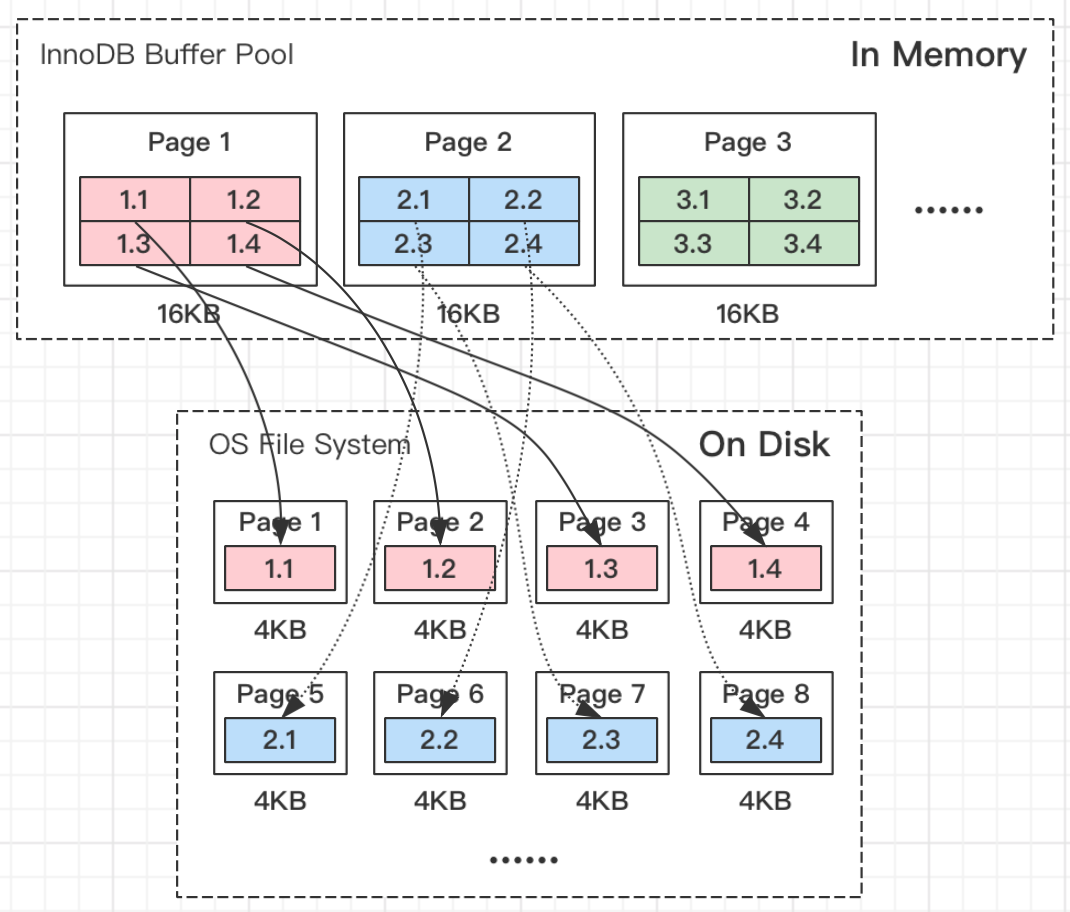 InnoDB Buffer Pool
In Memory
Page 1
Page 2
Page 3
1.1 1.2
2.1 2.2
3.1 3.2
1.3 1.4
2.3 2.4
3.3 3.4
......
16KB
16KB
16KB
OS File System
On Disk
Page 1
Page 2
Page 3
Page 4
1.1
1.2
1.3
1.4
4KB
4KB
4KB
4KB
Page 5
Page 6
Page 7
Page 8
2.1
2.2
2.3
2.4
4KB
4KB
4KB
4KB
......